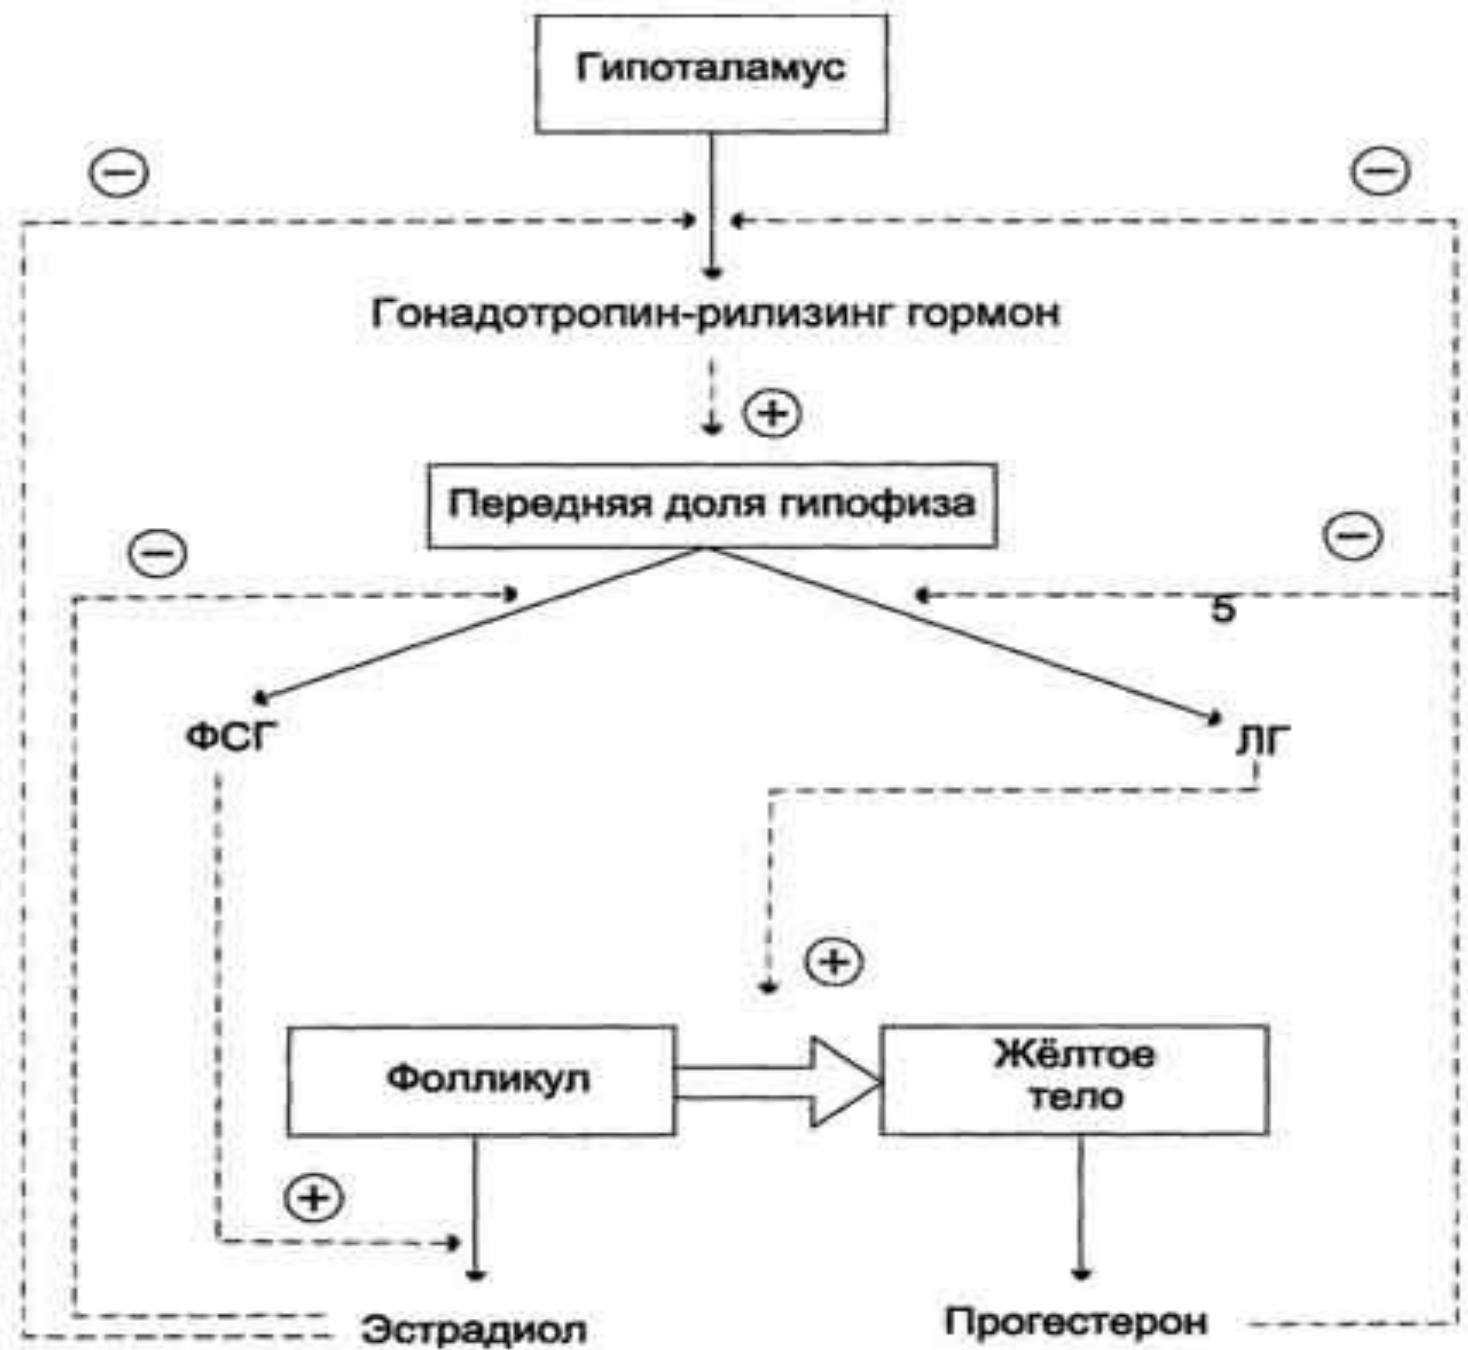 Гипоталамус
−
−
Гонадотропин-рилизинг гормон
+
Передняя доля гипофиза
−
−
5
ФСГ
ЛГ
+
Фолликул
Жёлтое
тело
+
Эстрадиол
Прогестерон